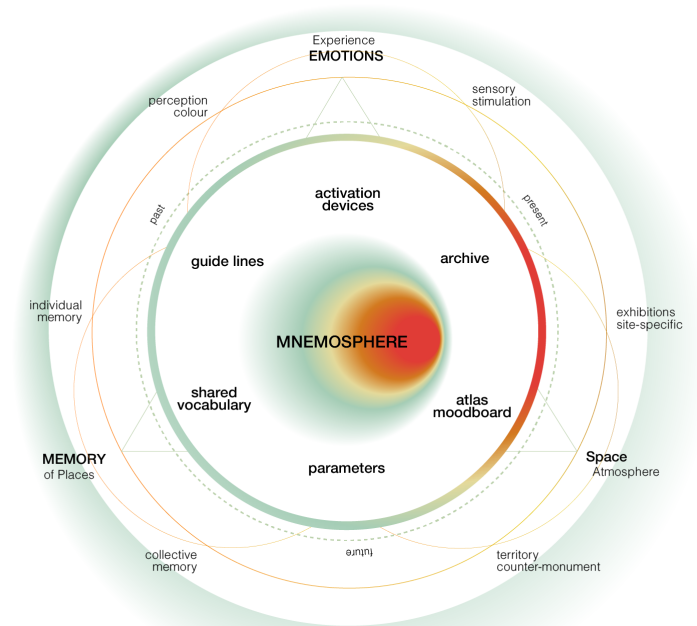 Experience
EMOTIONS
perception
colour
sensory
stimulation
past
present
activation
devices
guide lines
archive
individual
memory
exhibitions
site-specific
MNEMOSPHERE
shared
vocabulary
atlas
moodboard
MEMORY
of Places
Space
Atmosphere
parameters
future
collective
memory
territory
counter-monument